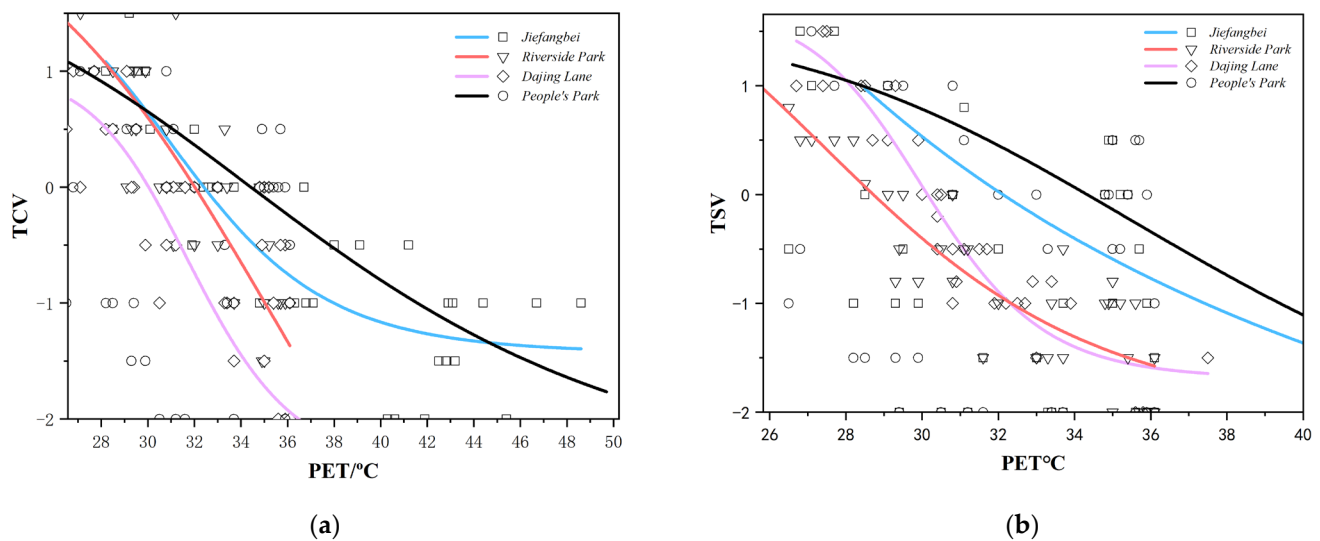 Jiefangbei
Riverside Park
Dajing Lane
People's Park
1
0
−1
−2
TCV
28 30 32 34 36 38 40 42 44 46 48 50
PET/°C
(a)
Jiefangbei
Riverside Park
Dajing Lane
People's Park
1
0
−1
−2
TSV
26 28 30 32 34 36 38 40
PET°C
(b)